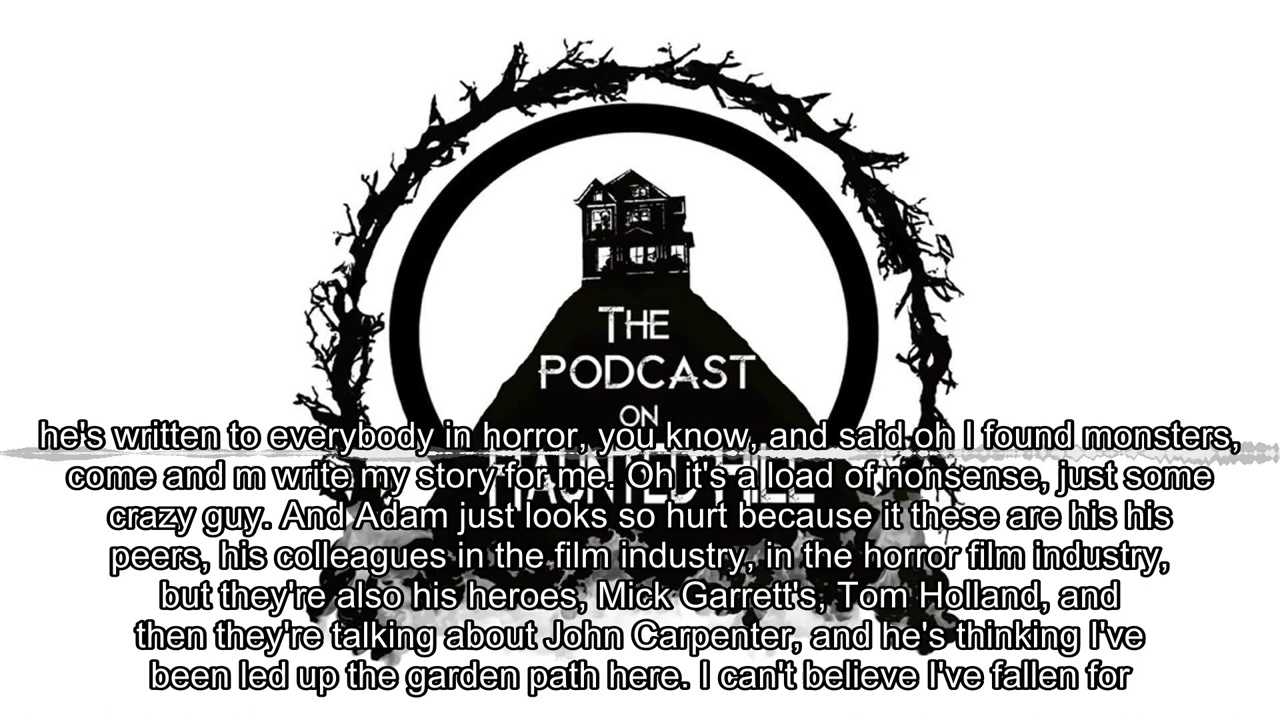 THE
PODCAST
ON
HAUNTED HILL
he's written to everybody in horror, you know, and said oh I found monsters,
come and m write my story for me. Oh it's a load of nonsense, just some
crazy guy. And Adam just looks so hurt because it these are his his
peers, his colleagues in the film industry, in the horror film industry,
but they're also his heroes, Mick Garrett's, Tom Holland, and
then they're talking about John Carpenter, and he's thinking I've
been led up the garden path here. I can't believe I've fallen for